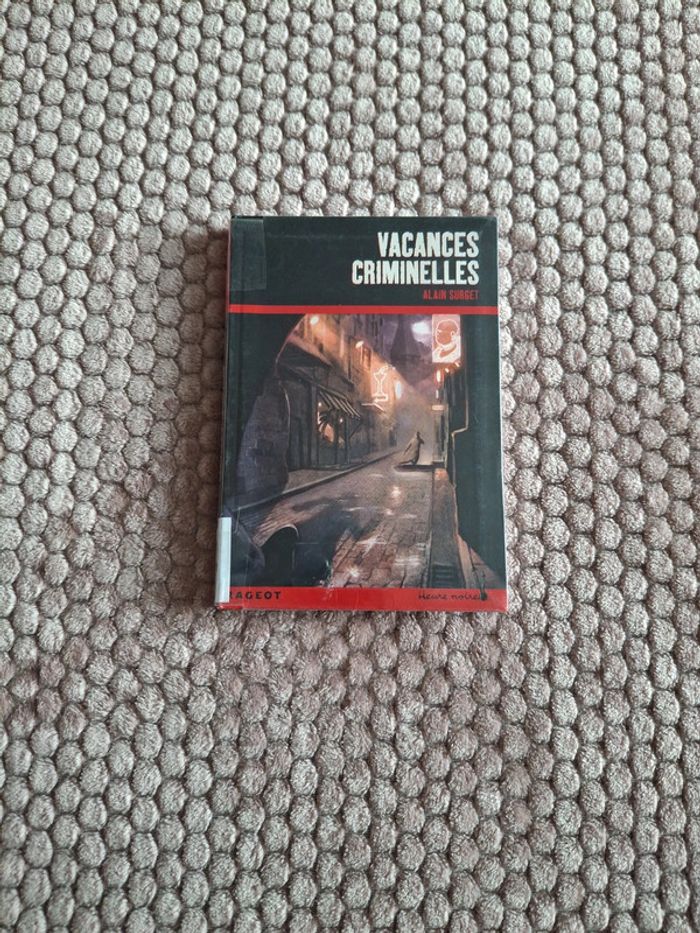 VACANCES
CRIMINELLES
ALAIN SURGET
RAGEOT
Heure noire